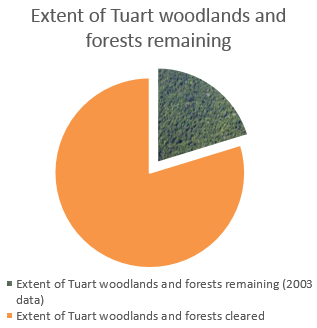 Extent of Tuart woodlands and
forests remaining
Extent of Tuart woodlands and forests remaining (2003
data)
Extent of Tuart woodlands and forests cleared